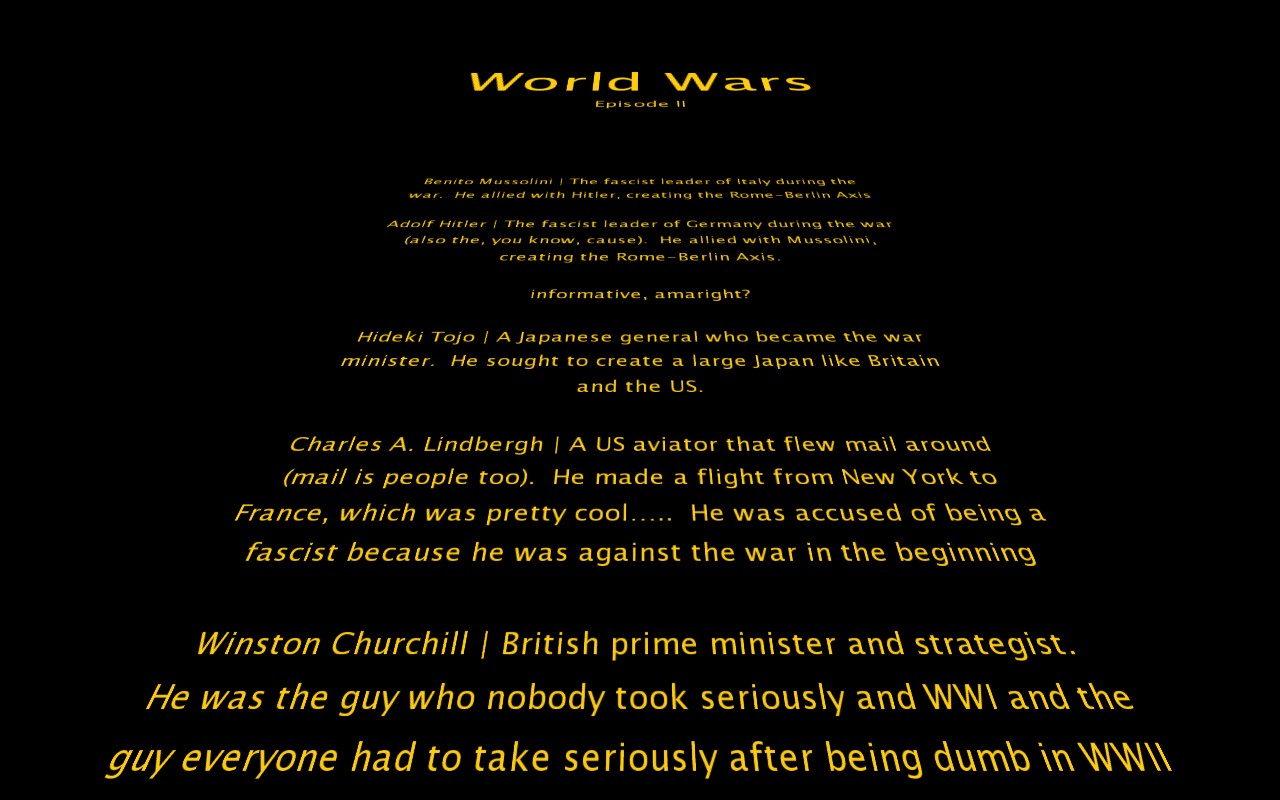 World Wars
Episode II
Benito Mussolini | The fascist leader of Italy during the
war.  He allied with Hitler, creating the Rome-Berlin Axis
Adolf Hitler | The fascist leader of Germany during the war
(also the, you know, cause).  He allied with Mussolini,
creating the Rome-Berlin Axis.
informative, amaright?
Hideki Tojo | A Japanese general who became the war
minister.  He sought to create a large Japan like Britain
and the US.
Charles A. Lindbergh | A US aviator that flew mail around
(mail is people too).  He made a flight from New York to
France, which was pretty cool.....  He was accused of being a
fascist because he was against the war in the beginning
Winston Churchill | British prime minister and strategist.
He was the guy who nobody took seriously and WWI and the
guy everyone had to take seriously after being dumb in WWII